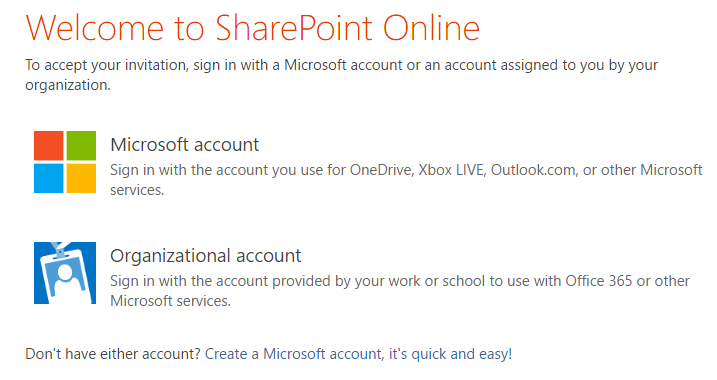 Welcome to SharePoint Online
To accept your invitation, sign in with a Microsoft account or an account assigned to you by your
organization.
Microsoft account
Sign in with the account you use for OneDrive, Xbox LIVE, Outlook.com, or other Microsoft
services.
Organizational account
Sign in with the account provided by your work or school to use with Office 365 or other
Microsoft services.
Don't have either account? Create a Microsoft account, it's quick and easy!